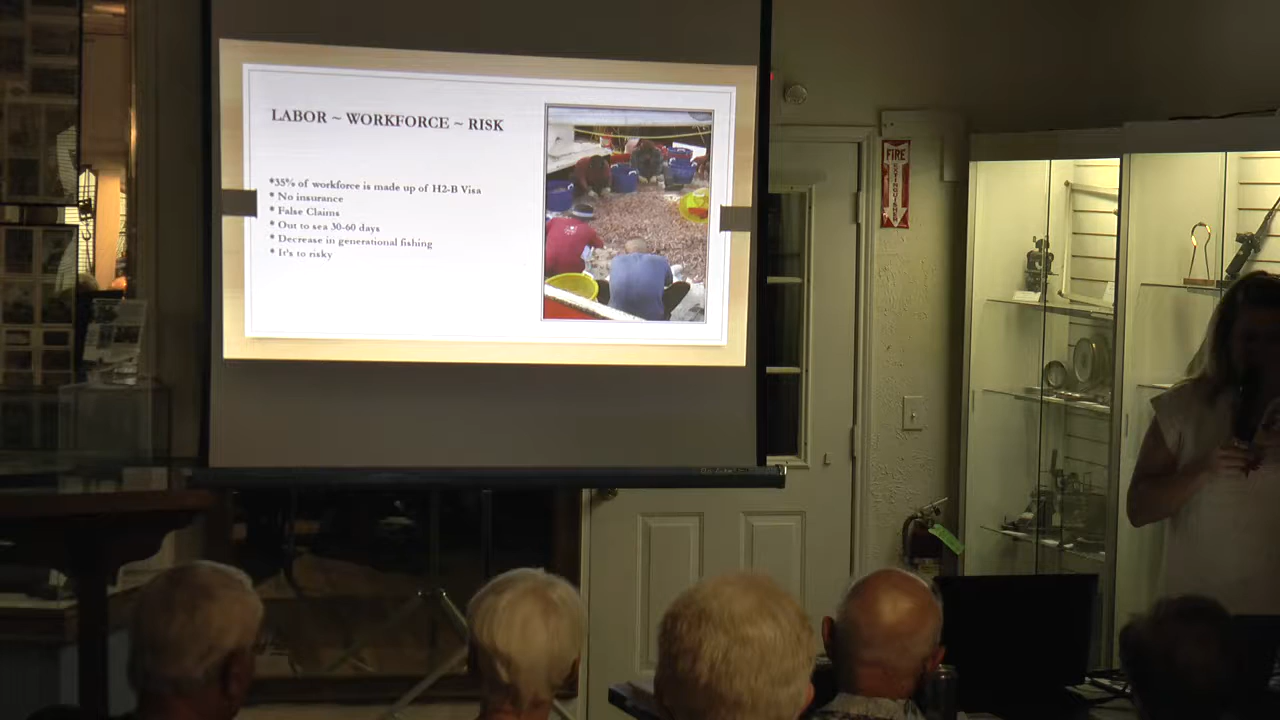 LABOR ~ WORKFORCE ~ RISK
*35% of workforce is made up of H2-B Visa
* No insurance
* False Claims
* Out to sea 30-60 days
* Decrease in generational fishing
* It's to risky
FIRE
EXTINGUISHER